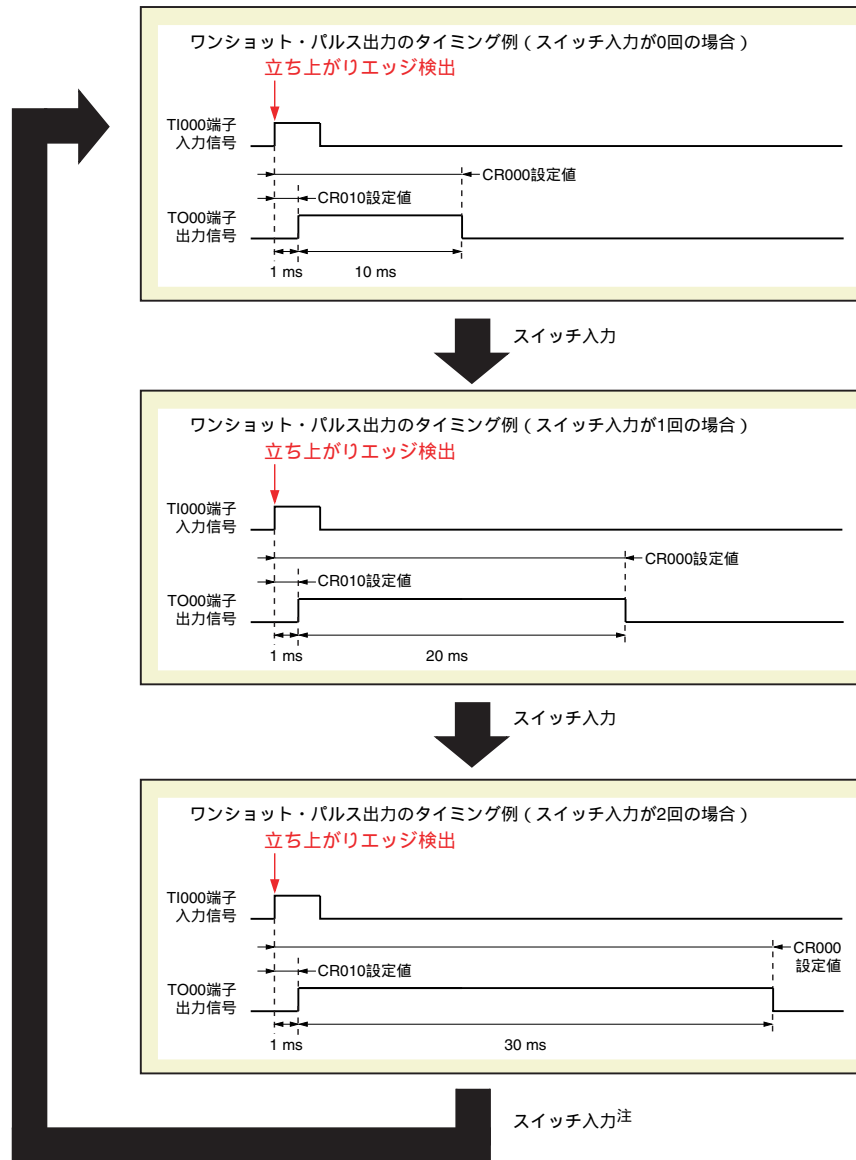 ワンショット・パルス出力のタイミング例（スイッチ入力が0回の場合）
立ち上がりエッジ検出
TI000端子
入力信号
CR000設定値
CR010設定値
TO00端子
出力信号
1 ms
10 ms
スイッチ入力
ワンショット・パルス出力のタイミング例（スイッチ入力が1回の場合）
立ち上がりエッジ検出
TI000端子
入力信号
CR000設定値
CR010設定値
TO00端子
出力信号
1 ms
20 ms
スイッチ入力
ワンショット・パルス出力のタイミング例（スイッチ入力が2回の場合）
立ち上がりエッジ検出
TI000端子
入力信号
CR000
設定値
CR010設定値
TO00端子
出力信号
1 ms
30 ms
スイッチ入力注